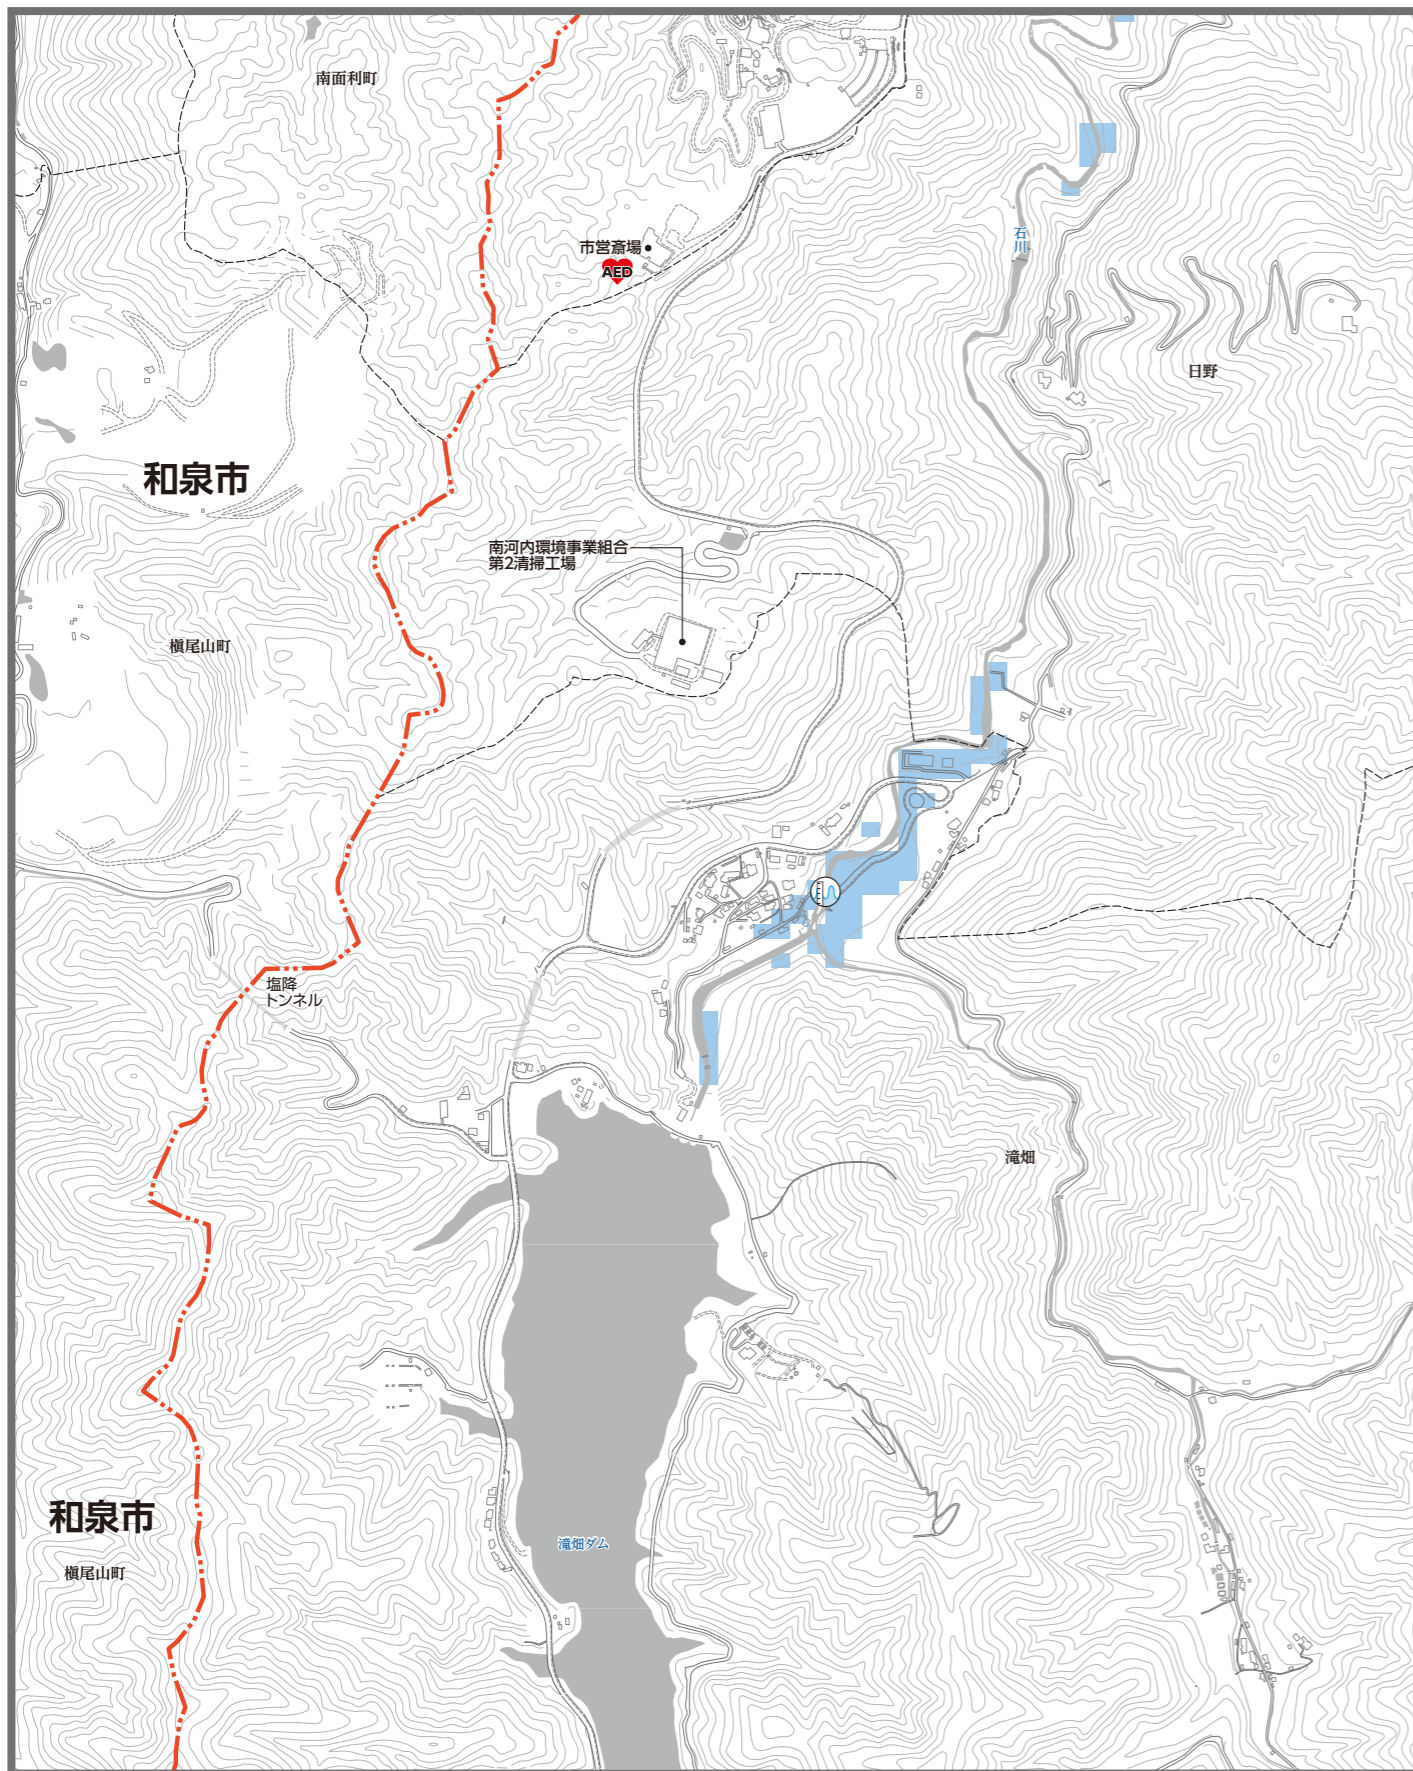 南面利町
市営斎場
AED
石川
日野
和泉市
南河内環境事業組合
第2清掃工場
槇尾山町
塩降
トンネル
滝畑
和泉市
滝畑ダム
槇尾山町